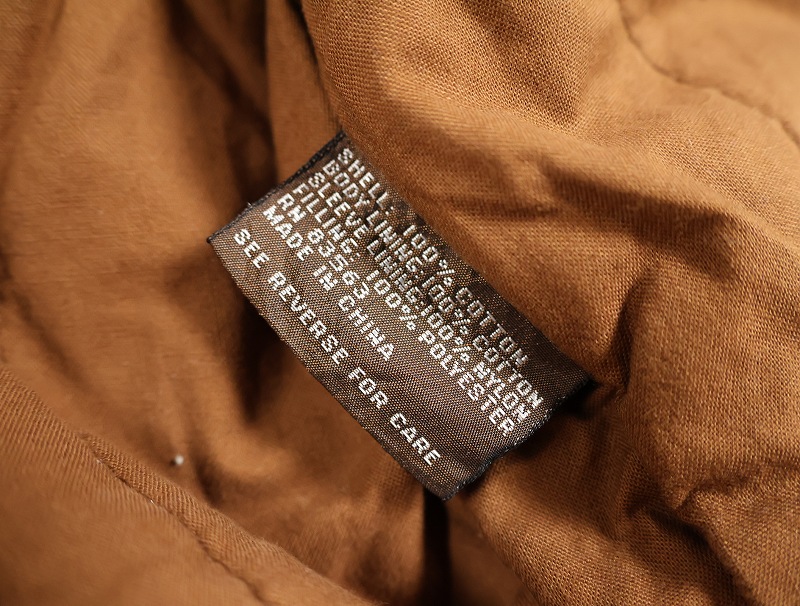 SHELL: 100% COTTON
BODY LINING: 100% COTTON
SLEEVE LINING: 100% NYLON
FILLING: 100% POLYESTER
RN 83563
MADE IN CHINA
SEE REVERSE FOR CARE